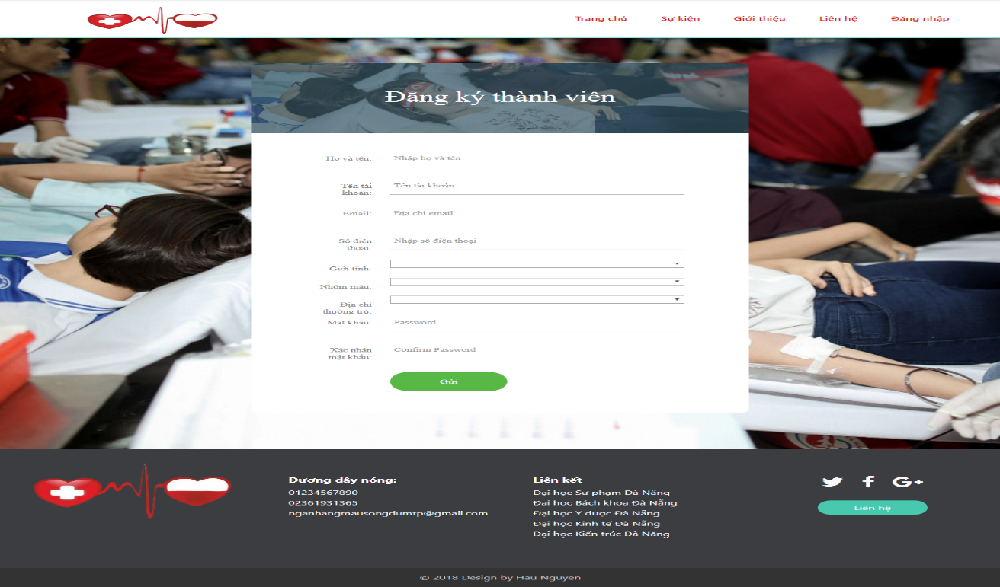 Trang chủ Sự kiện Giới thiệu Liên hệ Đăng nhập
Đăng ký thành viên
Họ và tên: Nhập họ và tên
Tên tài khoản: Tên tài khoản
Email: Địa chỉ email
Số điện thoại Nhập số điện thoại
Giới tính:
Nhóm máu:
Địa chỉ thường trú:
Mật khẩu Password
Xác nhận mật khẩu: Confirm Password
Gửi
Đương dây nóng:
01234567890
02361931365
nganhangmausongdumtp@gmail.com
Liên kết
Đại học Sư phạm Đà Nẵng
Đại học Bách khoa Đà Nẵng
Đại học Y dược Đà Nẵng
Đại học Kinh tế Đà Nẵng
Đại học Kiến trúc Đà Nẵng
G+
Liên hệ
© 2018 Design by Hau Nguyen